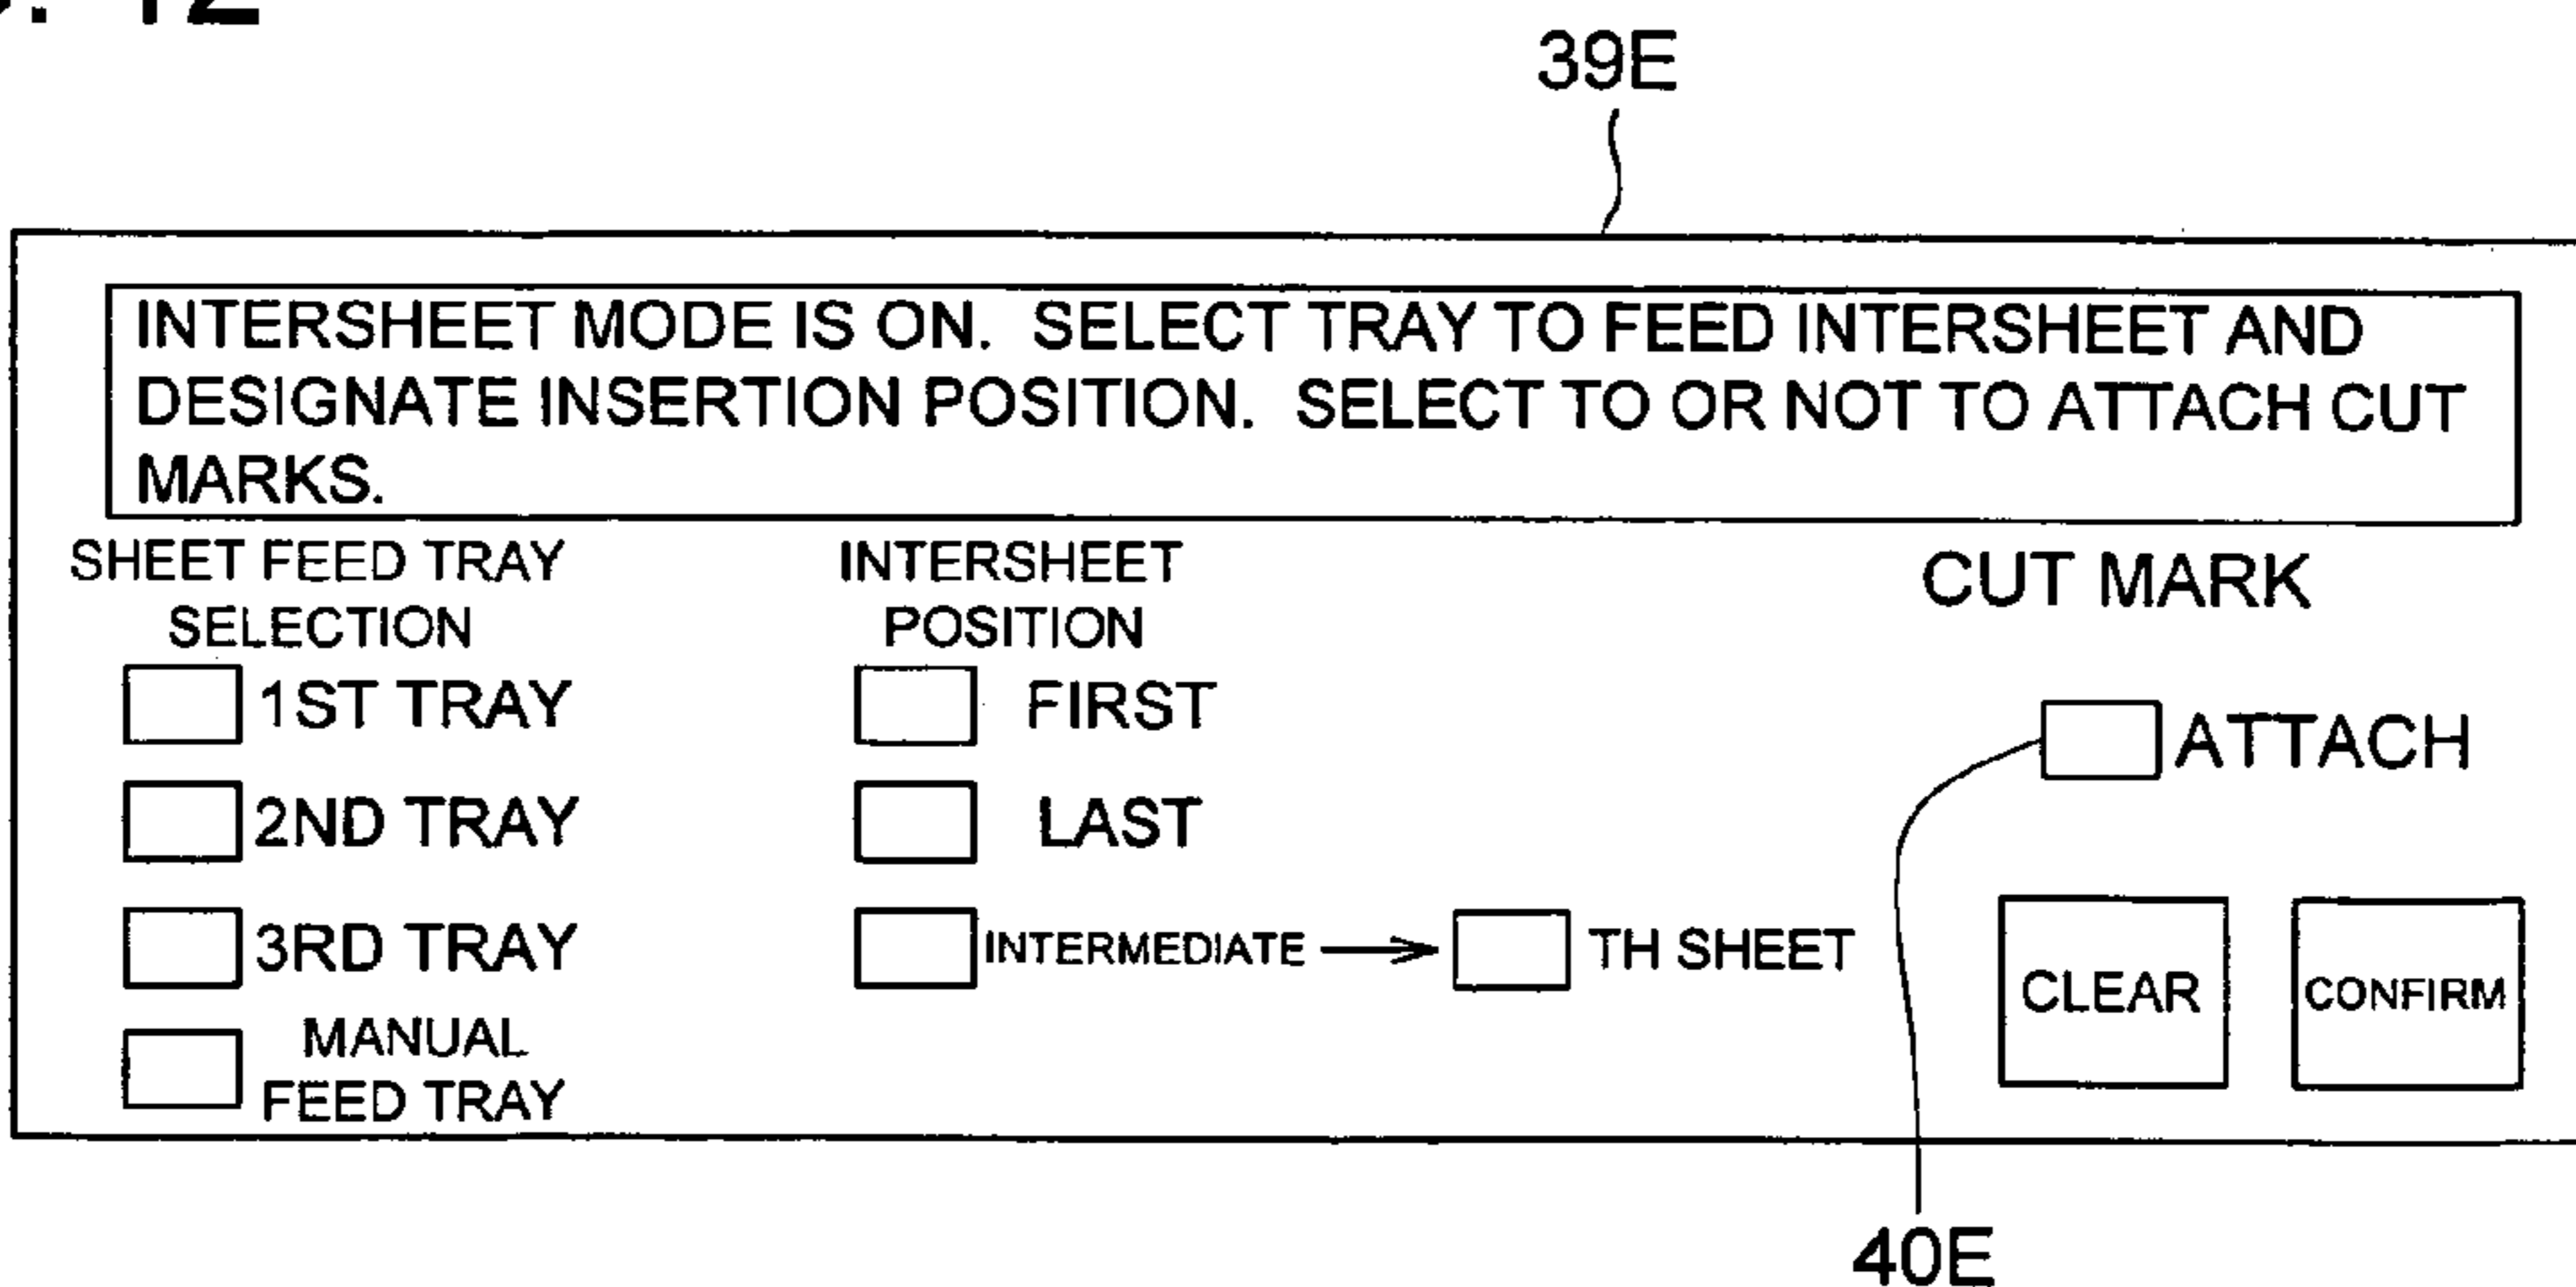 12
39E
INTERSHEET MODE IS ON. SELECT TRAY TO FEED INTERSHEET AND
DESIGNATE INSERTION POSITION. SELECT TO OR NOT TO ATTACH CUT
MARKS.
SHEET FEED TRAY
SELECTION
1ST TRAY
2ND TRAY
3RD TRAY
MANUAL
FEED TRAY
INTERSHEET
POSITION
FIRST
LAST
INTERMEDIATE → TH SHEET
CUT MARK
ATTACH
CLEAR
CONFIRM
40E